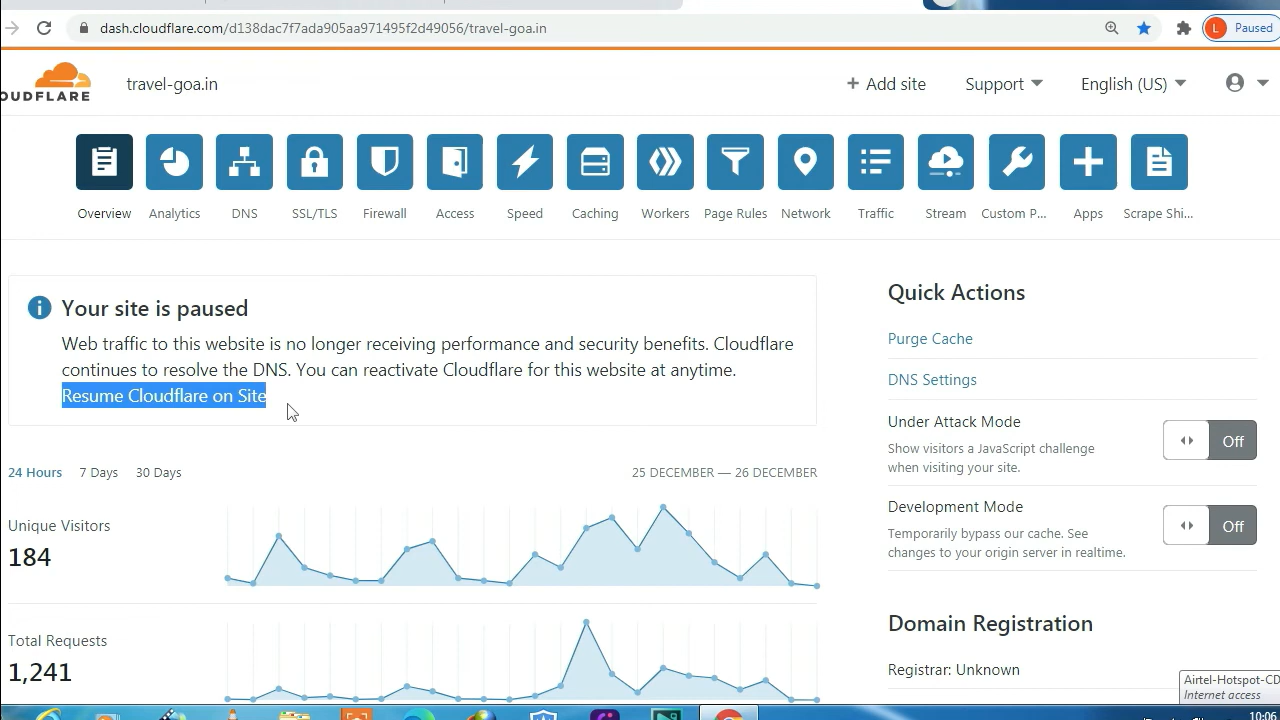 dash.cloudflare.com/d138dac7f7ada905aa971495f2d49056/travel-goa.in
L Paused
OUDFLARE
travel-goa.in
+ Add site
Support
English (US)
Overview
Analytics
DNS
SSL/TLS
Firewall
Access
Speed
Caching
Workers
Page Rules
Network
Traffic
Stream
Custom P...
Apps
Scrape Shi...
Your site is paused
Web traffic to this website is no longer receiving performance and security benefits. Cloudflare
continues to resolve the DNS. You can reactivate Cloudflare for this website at anytime.
Resume Cloudflare on Site
24 Hours 7 Days 30 Days
25 DECEMBER — 26 DECEMBER
Unique Visitors
184
Total Requests
1,241
Quick Actions
Purge Cache
DNS Settings
Under Attack Mode
Show visitors a JavaScript challenge
when visiting your site.
Off
Development Mode
Temporarily bypass our cache. See
changes to your origin server in realtime.
Off
Domain Registration
Registrar: Unknown
Airtel-Hotspot-CD
Internet access
10:06